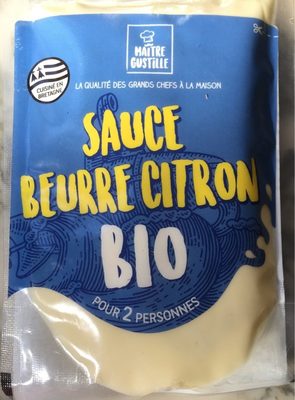 MAÎTRE
GUSTILLE
LA QUALITÉ DES GRANDS CHEFS À LA MAISON
CUISINÉ EN
BRETAGNE
SAUCE
BEURRE CITRON
BIO
POUR 2 PERSONNES